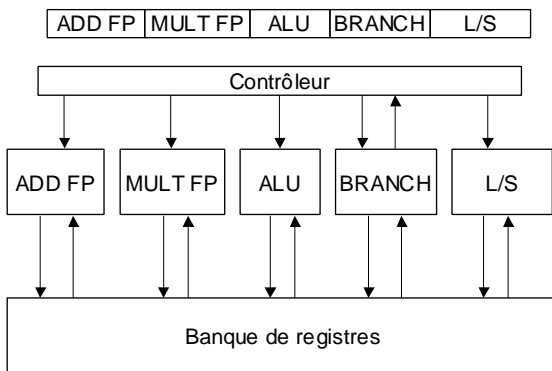 ADD FP MULT FP ALU BRANCH L/S
Contrôleur
ADD FP MULT FP ALU BRANCH L/S
Banque de registres